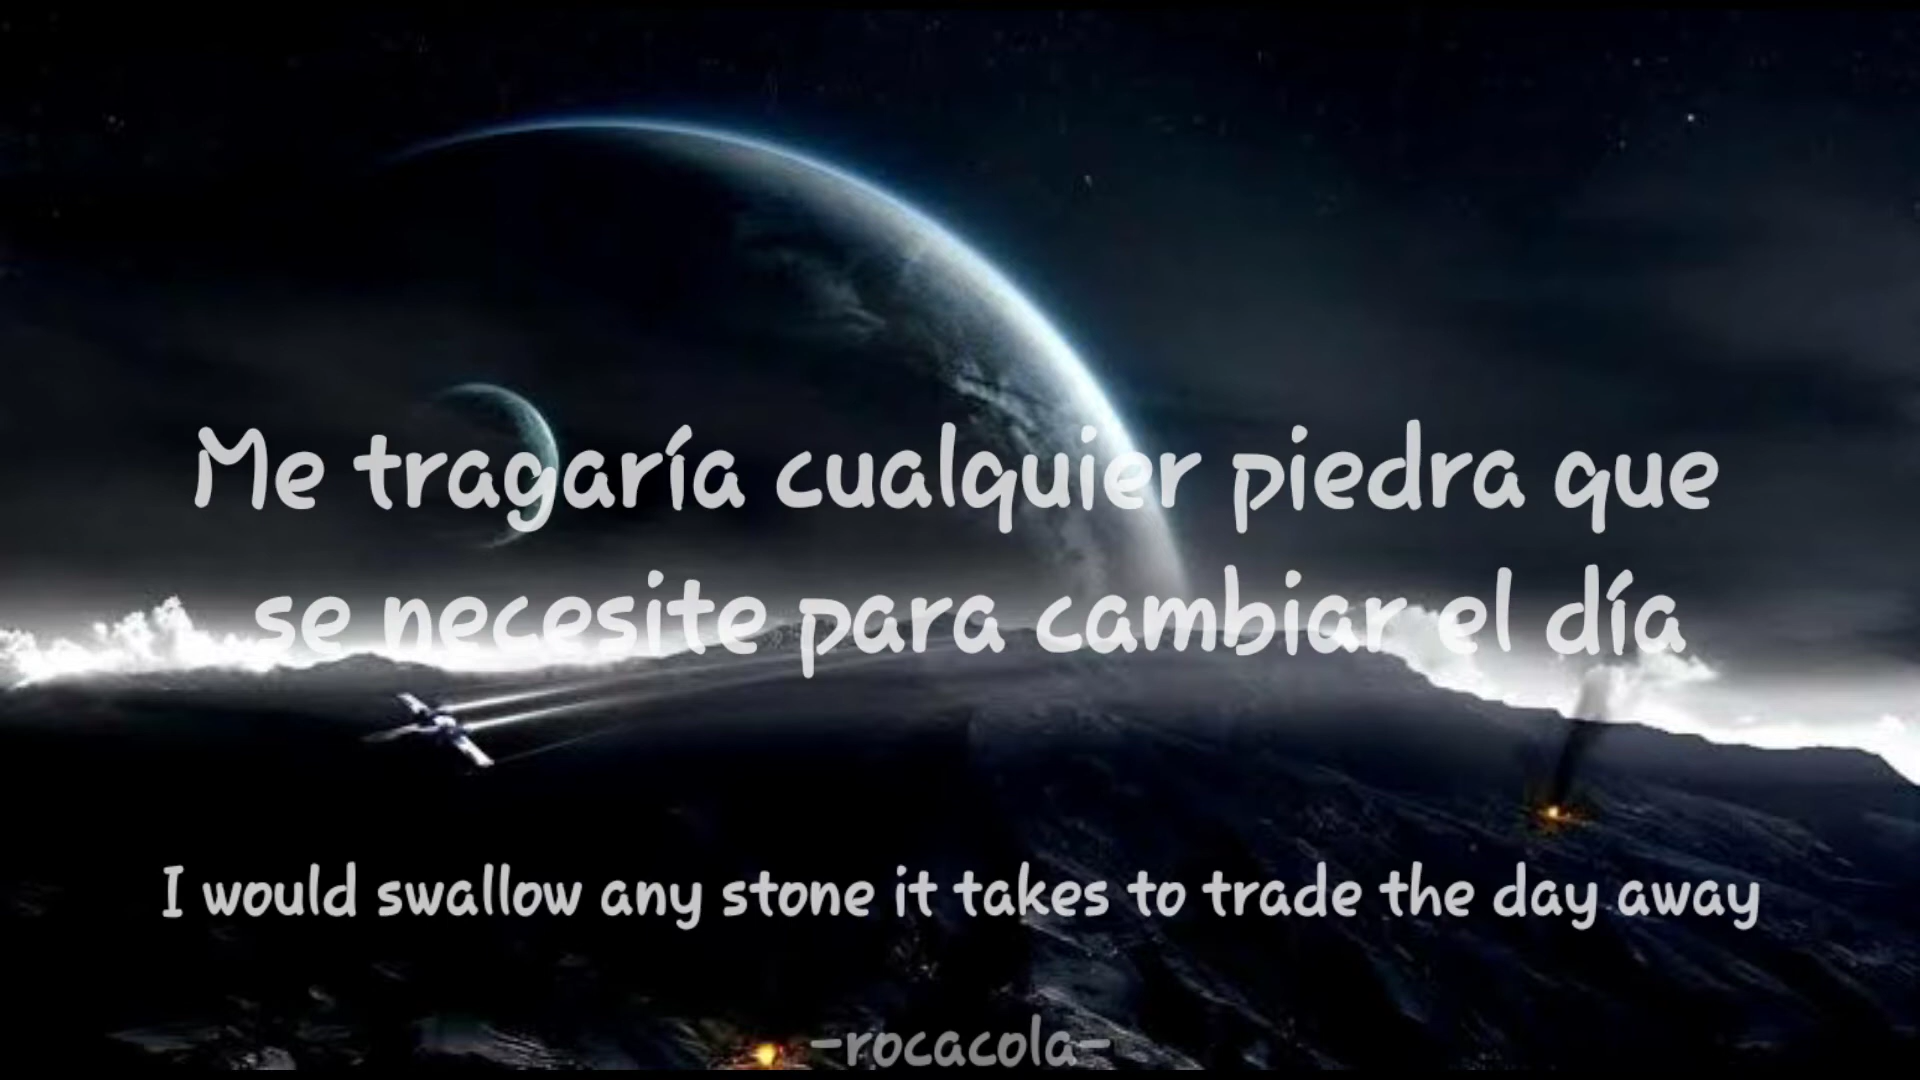 Me tragaría cualquier piedra que
se necesite para cambiar el día
I would swallow any stone it takes to trade the day away
-rocacola-